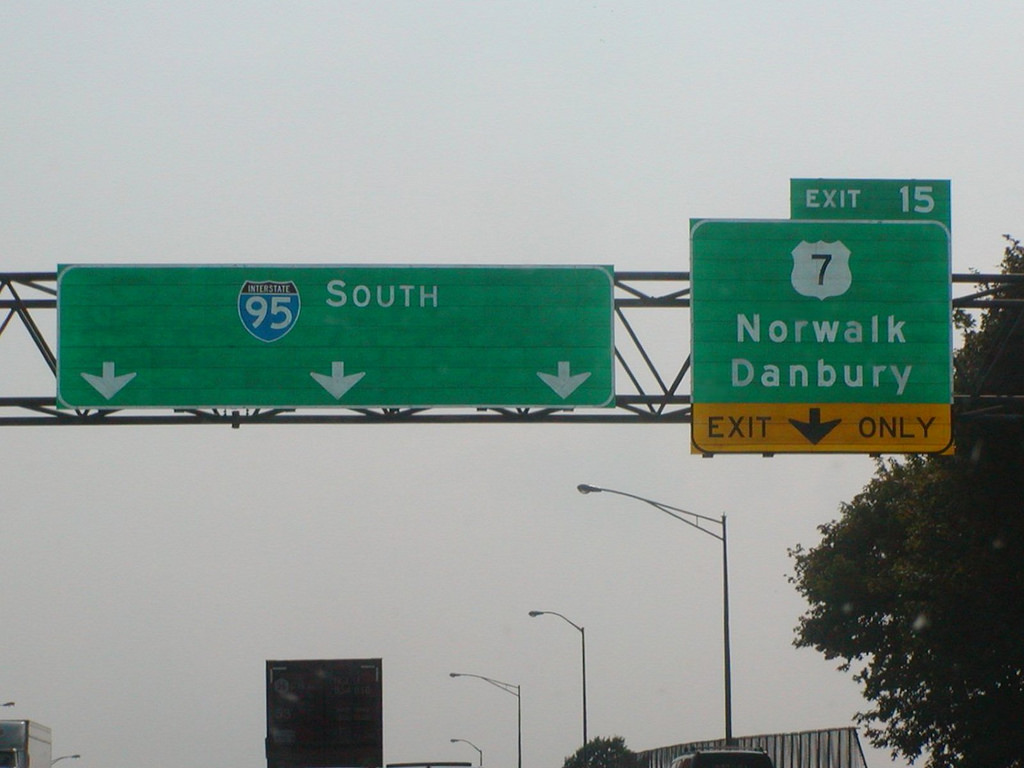 INTERSTATE
95
SOUTH
EXIT 15
7
Norwalk
Danbury
EXIT ONLY